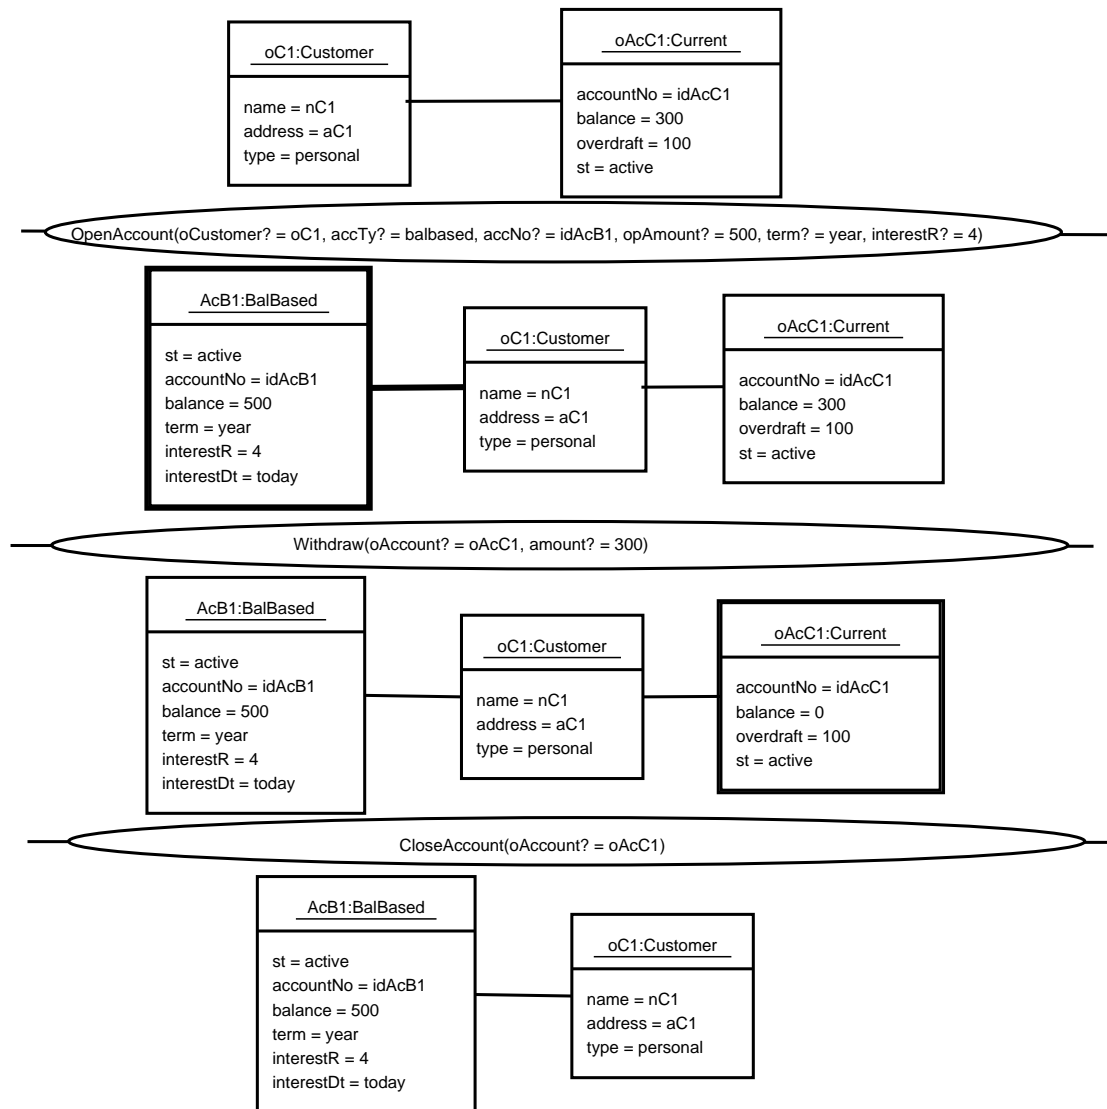 oC1:Customer
name = nC1
address = aC1
type = personal
oAcC1:Current
accountNo = idAcC1
balance = 300
overdraft = 100
st = active
OpenAccount(oCustomer? = oC1, accTy? = balbased, accNo? = idAcB1, opAmount? = 500, term? = year, interestR? = 4)
AcB1:BalBased
st = active
accountNo = idAcB1
balance = 500
term = year
interestR = 4
interestDt = today
oC1:Customer
name = nC1
address = aC1
type = personal
oAcC1:Current
accountNo = idAcC1
balance = 300
overdraft = 100
st = active
Withdraw(oAccount? = oAcC1, amount? = 300)
AcB1:BalBased
st = active
accountNo = idAcB1
balance = 500
term = year
interestR = 4
interestDt = today
oC1:Customer
name = nC1
address = aC1
type = personal
oAcC1:Current
accountNo = idAcC1
balance = 0
overdraft = 100
st = active
CloseAccount(oAccount? = oAcC1)
AcB1:BalBased
st = active
accountNo = idAcB1
balance = 500
term = year
interestR = 4
interestDt = today
oC1:Customer
name = nC1
address = aC1
type = personal